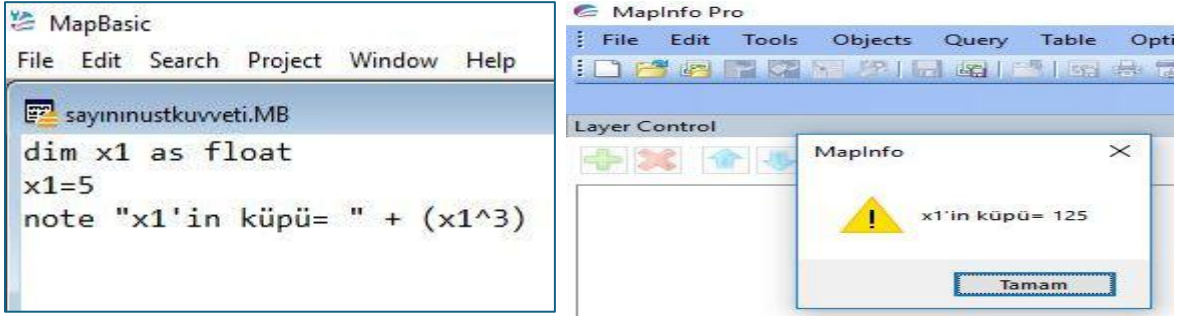 MapBasic
File Edit Search Project Window Help
sayınınustkuvveti.MB
dim x1 as float
x1=5
note "x1'in küpü= " + (x1^3)
MapInfo Pro
File Edit Tools Objects Query Table Opti
Layer Control
MapInfo
x1'in küpü= 125
Tamam